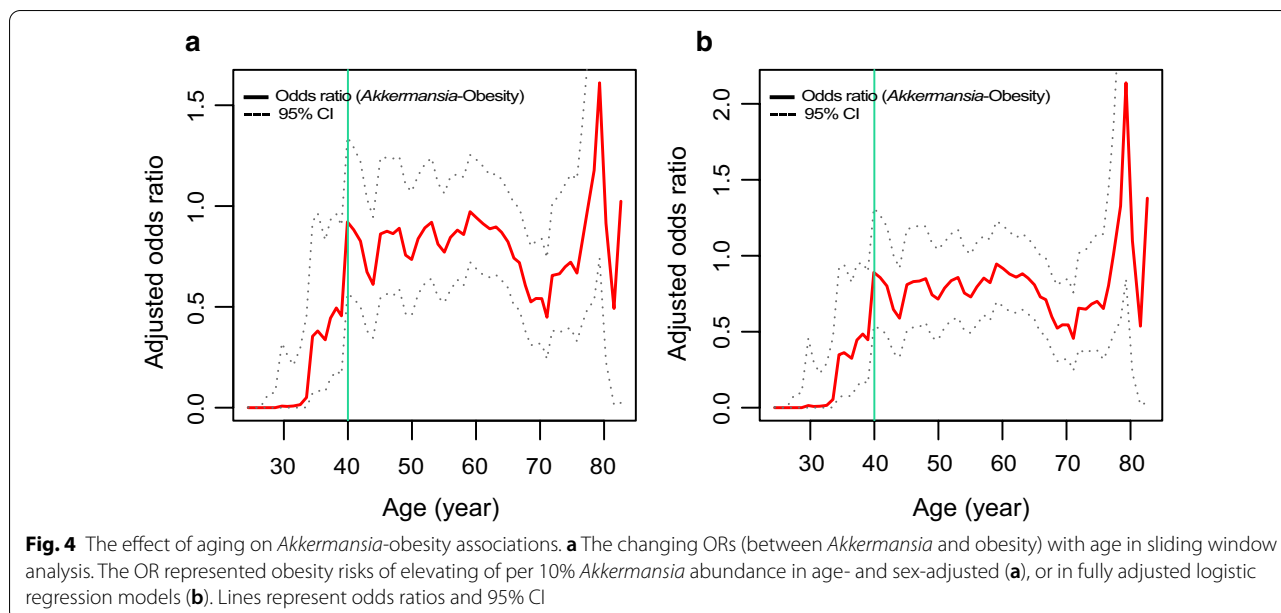 a
Odds ratio (Akkermansia-Obesity)
95% CI
Adjusted odds ratio
0.0
0.5
1.0
1.5
30 40 50 60 70 80
Age (year)
b
Odds ratio (Akkermansia-Obesity)
95% CI
Adjusted odds ratio
0.0
0.5
1.0
1.5
2.0
30 40 50 60 70 80
Age (year)
Fig. 4 The effect of aging on Akkermansia-obesity associations. a The changing ORs (between Akkermansia and obesity) with age in sliding window
analysis. The OR represented obesity risks of elevating of per 10% Akkermansia abundance in age- and sex-adjusted (a), or in fully adjusted logistic
regression models (b). Lines represent odds ratios and 95% CI